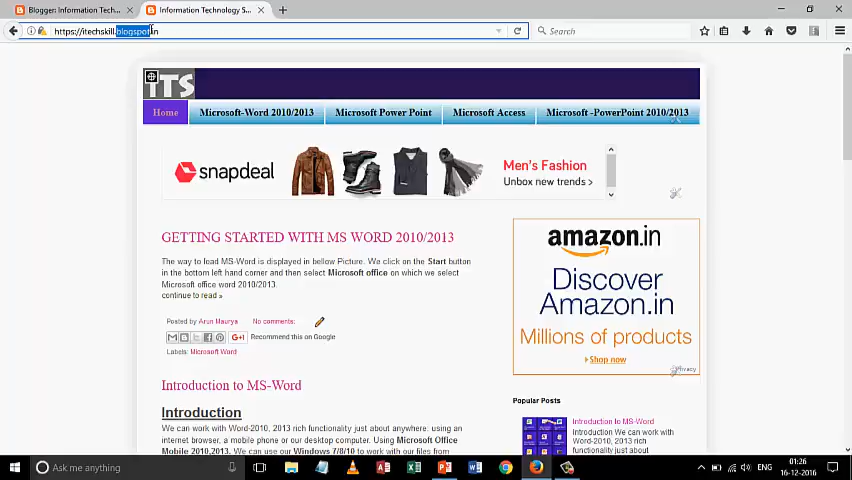 Blogger: Information Tech...
Information Technology S...
https://itechskill.blogspot.in
Search
ITS
Home
Microsoft-Word 2010/2013
Microsoft Power Point
Microsoft Access
Microsoft -PowerPoint 2010/2013
snapdeal
Men's Fashion
Unbox new trends >
GETTING STARTED WITH MS WORD 2010/2013
The way to load MS-Word is displayed in bellow Picture. We click on the Start button
in the bottom left hand corner and then select Microsoft office on which we select
Microsoft office word 2010/2013.
continue to read »
Posted by Arun Maurya No comments:
Recommend this on Google
Labels: Microsoft Word
amazon.in
Discover
Amazon.in
Millions of products
Shop now
Privacy
Introduction to MS-Word
Introduction
We can work with Word-2010, 2013 rich functionality just about anywhere: using an
internet browser, a mobile phone or our desktop computer. Using Microsoft Office
Mobile 2010,2013. We can use our Windows 7/8/10 to work with our files from
Popular Posts
Introduction to MS-Word
Introduction We can work with
Word-2010, 2013 rich
functionality just about
Ask me anything
ENG
01:26
16-12-2016